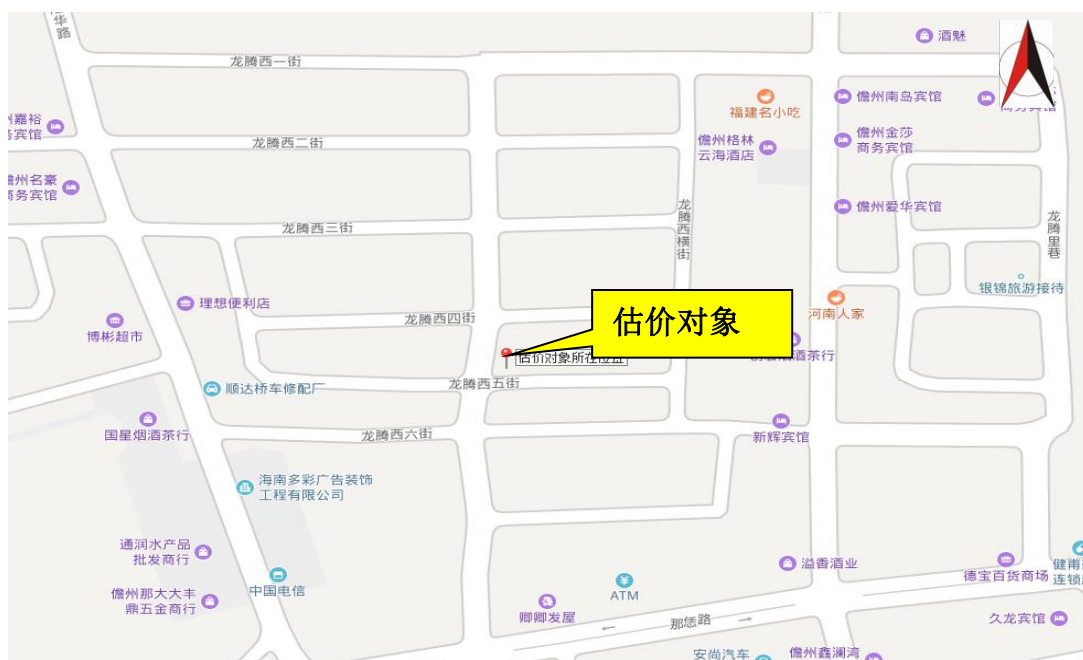 华
路
龙腾西一街
酒魅
福建名小吃
儋州南岛宾馆
州嘉裕
宾馆
龙腾西二街
儋州格林
云海酒店
儋州金莎
商务宾馆
儋州名豪
商务宾馆
龙腾西三街
龙腾西横街
儋州爱华宾馆
龙腾里巷
银锦旅游接待
理想便利店
龙腾西四街
估价对象
河南人家
博彬超市
估价对象所在位置
酒茶行
顺达桥车修配厂
龙腾西五街
国星烟酒茶行
龙腾西六街
新辉宾馆
海南多彩广告装饰
工程有限公司
通润水产品
批发商行
溢香酒业
德宝百货商场
连锁
中国电信
儋州那大大丰
鼎五金商行
ATM
卿卿发屋
← 那恁路 →
久龙宾馆
安尚汽车
儋州鑫澜湾